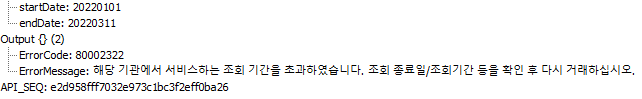 startDate: 20220101
endDate: 20220311
Output {} (2)
ErrorCode: 80002322
ErrorMessage: 해당 기관에서 서비스하는 조회 기간을 초과하였습니다. 조회 종료일/조회기간 등을 확인 후 다시 거래하십시오.
API_SEQ: e2d958fff7032e973c1bc3f2eff0ba26